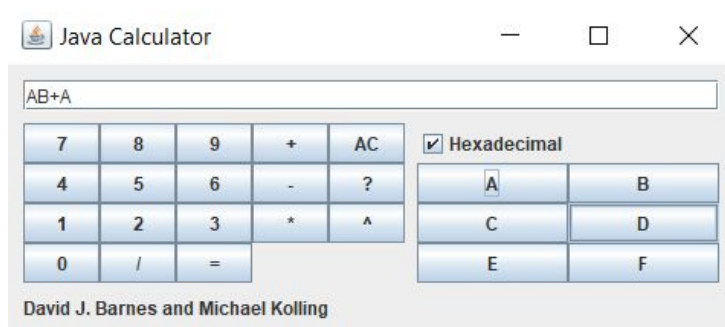 Java Calculator
AB+A
7 8 9 + AC Hexadecimal
4 5 6 - ? A B
1 2 3 * ^ C D
0 / = E F
David J. Barnes and Michael Kolling